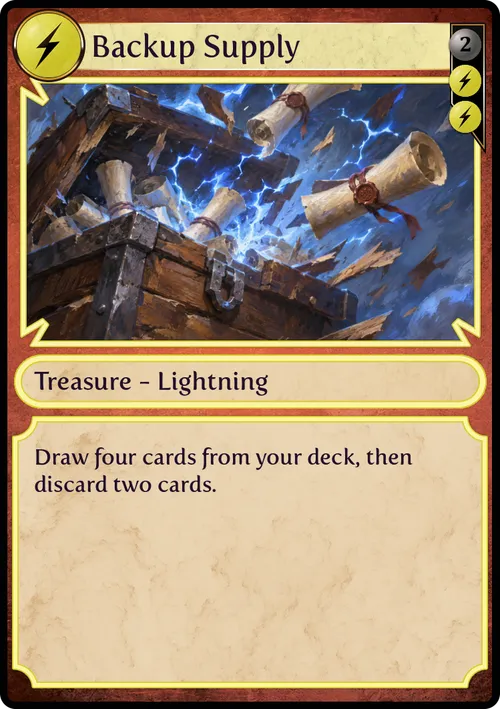 Backup Supply
2
Treasure - Lightning
Draw four cards from your deck, then
discard two cards.